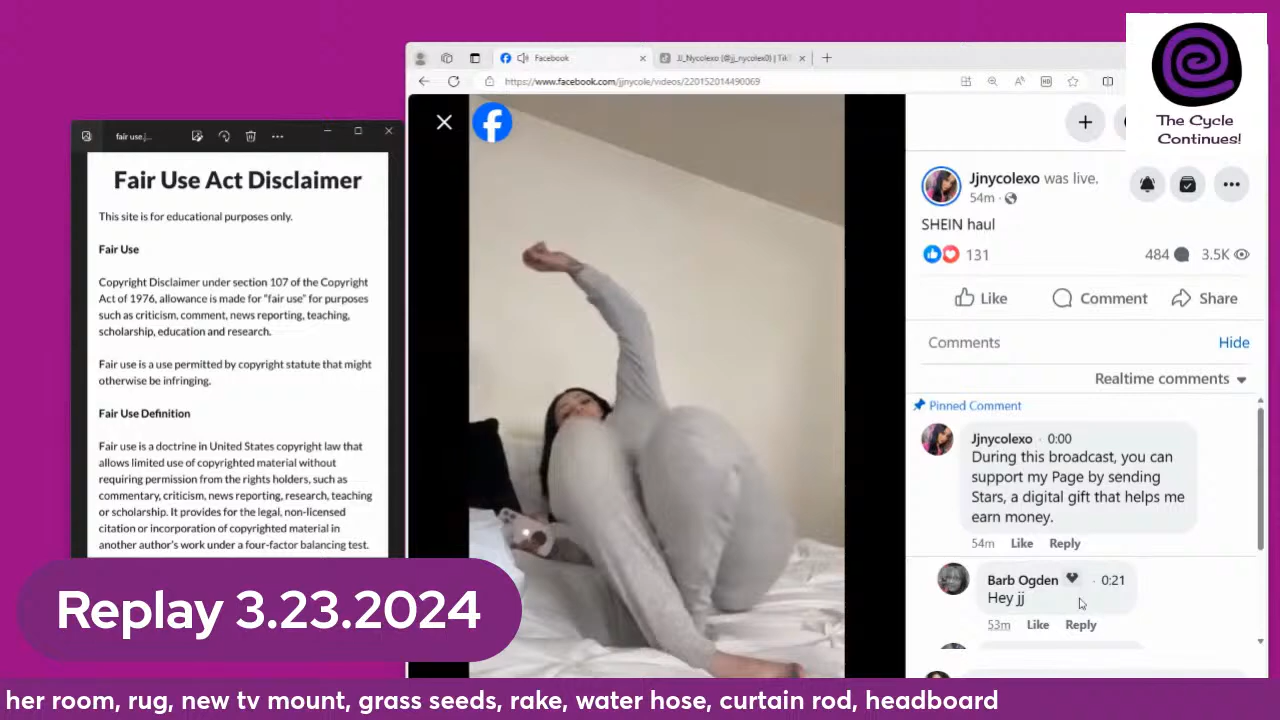 fair use...
Fair Use Act Disclaimer
This site is for educational purposes only.
Fair Use
Copyright Disclaimer under section 107 of the Copyright
Act of 1976, allowance is made for "fair use" for purposes
such as criticism, comment, news reporting, teaching,
scholarship, education and research.
Fair use is a use permitted by copyright statute that might
otherwise be infringing.
Fair Use Definition
Fair use is a doctrine in United States copyright law that
allows limited use of copyrighted material without
requiring permission from the rights holders, such as
commentary, criticism, news reporting, research, teaching
or scholarship. It provides for the legal, non-licensed
citation or incorporation of copyrighted material in
another author's work under a four-factor balancing test.
Facebook
JJ_Nycolexo (@jj_nycolex0) | Tik
https://www.facebook.com/jjnycole/videos/220152014490069
The Cycle
Continues!
Jjnycolexo was live.
54m
SHEIN haul
131
484
3.5K
Like
Comment
Share
Comments
Hide
Realtime comments
Pinned Comment
Jjnycolexo · 0:00
During this broadcast, you can
support my Page by sending
Stars, a digital gift that helps me
earn money.
54m Like Reply
Barb Ogden · 0:21
Hey jj
53m Like Reply
Replay 3.23.2024
her room, rug, new tv mount, grass seeds, rake, water hose, curtain rod, headboard